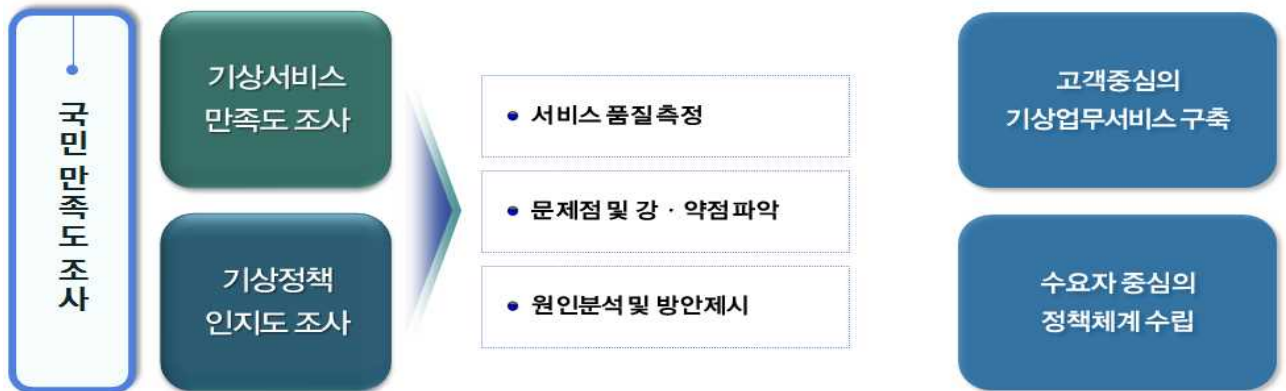 국민 만족도 조사
기상서비스
만족도 조사
기상정책
인지도 조사
서비스 품질측정
문제점 및 강 · 약점파악
원인분석 및 방안제시
고객중심의
기상업무서비스 구축
수요자 중심의
정책체계 수립